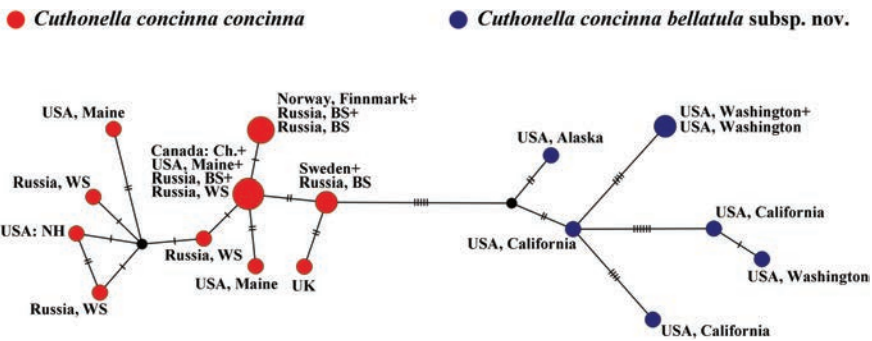 Cuthonella concinna concinna
Cuthonella concinna bellatula subsp. nov.
Norway, Finnmark+
Russia, BS+
Russia, BS
USA, Maine
Canada: Ch.+
USA, Maine+
Russia, BS+
Russia, WS
Sweden+
Russia, BS
USA, Alaska
USA, Washington+
USA, Washington
Russia, WS
USA: NH
Russia, WS
Russia, WS
USA, Maine
UK
USA, California
USA, California
USA, Washington
USA, California